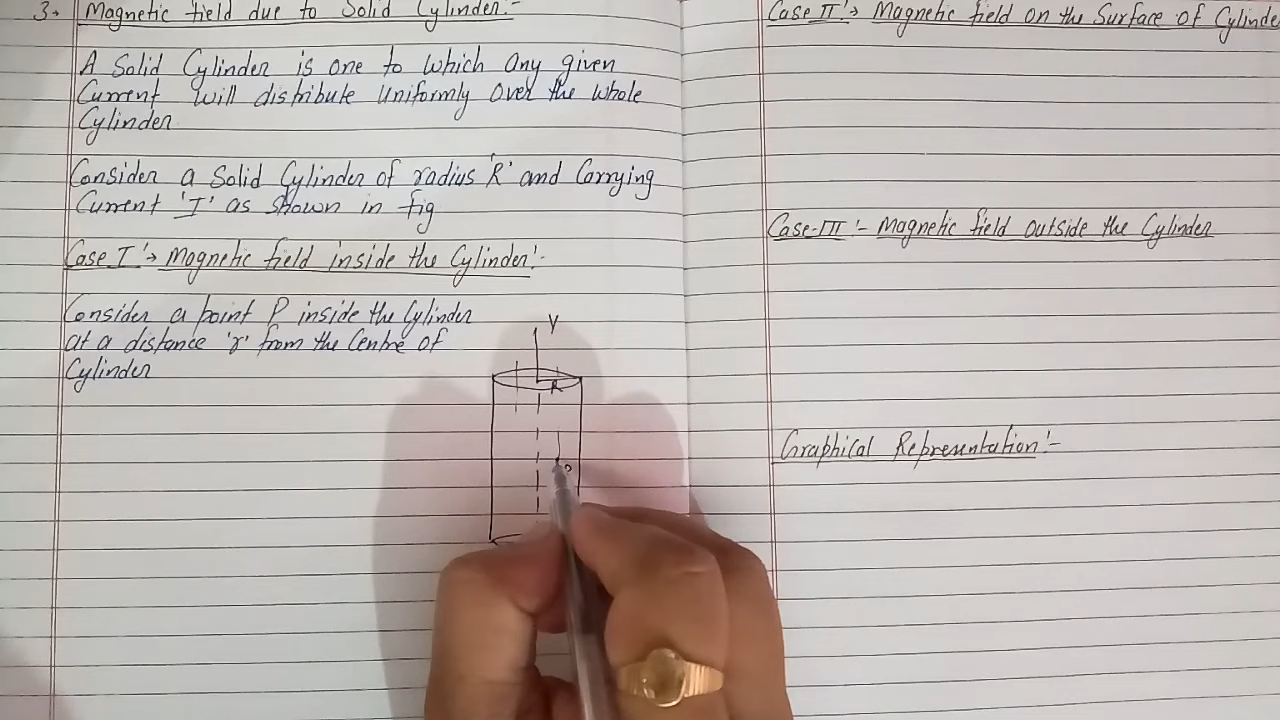 3. Magnetic field due to Solid Cylinder:-
A Solid Cylinder is one to which any given
Current will distribute Uniformly over the whole
Cylinder.
Consider a Solid Cylinder of radius 'R' and Carrying
Current 'I' as shown in fig
Case I :→ Magnetic field inside the Cylinder:-
Consider a point P inside the Cylinder
at a distance 'r' from the Centre of
Cylinder
Y
R
Case II :→ Magnetic field on the Surface of Cylinde
Case-III :- Magnetic field outside the Cylinder
Graphical Representation:-